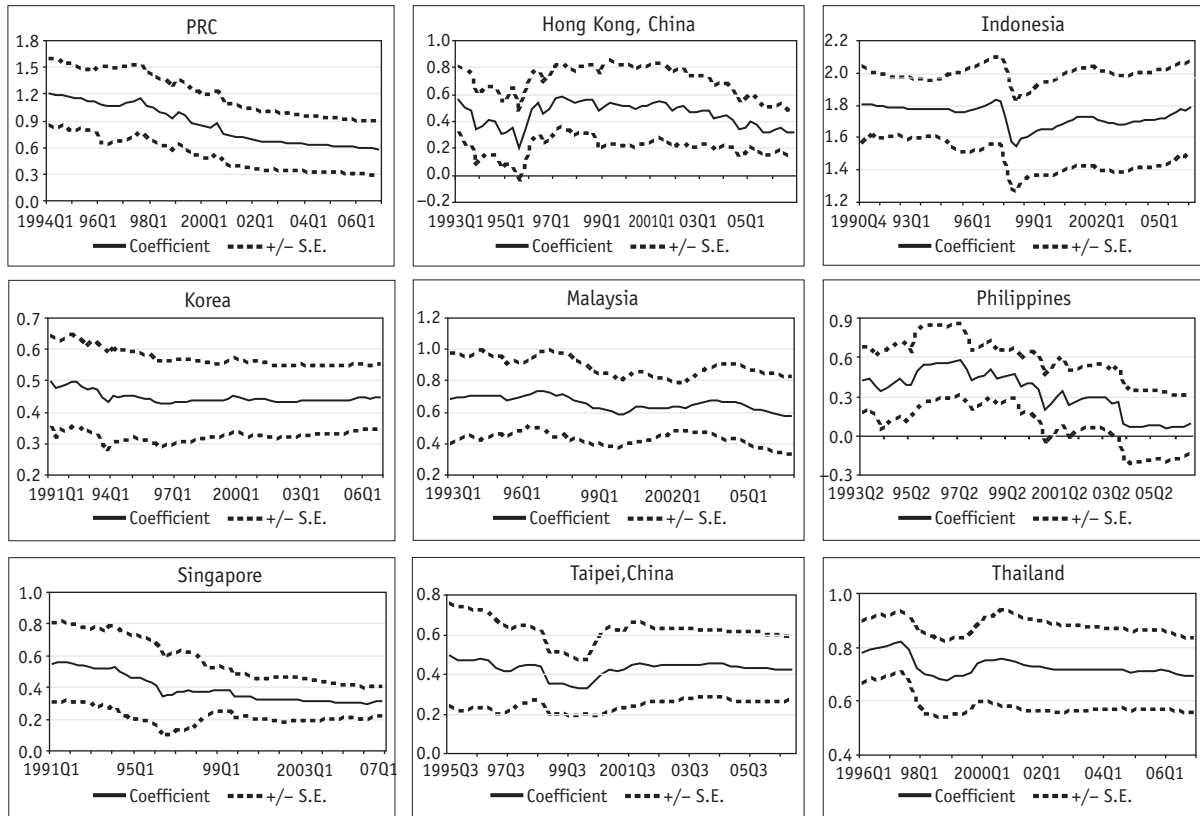 PRC
1.8
1.5
1.2
0.9
0.6
0.3
0.0
1994Q1 96Q1 98Q1 2000Q1 02Q1 04Q1 06Q1
Coefficient +/– S.E.
Hong Kong, China
1.0
0.8
0.6
0.4
0.2
0.0
–0.2
1993Q1 95Q1 97Q1 99Q1 2001Q1 03Q1 05Q1
Coefficient +/– S.E.
Indonesia
2.2
2.0
1.8
1.6
1.4
1.2
1990Q4 93Q1 96Q1 99Q1 2002Q1 05Q1
Coefficient +/– S.E.
Korea
0.7
0.6
0.5
0.4
0.3
0.2
1991Q1 94Q1 97Q1 2000Q1 03Q1 06Q1
Coefficient +/– S.E.
Malaysia
1.2
1.0
0.8
0.6
0.4
0.2
1993Q1 96Q1 99Q1 2002Q1 05Q1
Coefficient +/– S.E.
Philippines
0.9
0.6
0.3
0.0
–0.3
1993Q2 95Q2 97Q2 99Q2 2001Q2 03Q2 05Q2
Coefficient +/– S.E.
Singapore
1.0
0.8
0.6
0.4
0.2
0.0
1991Q1 95Q1 99Q1 2003Q1 07Q1
Coefficient +/– S.E.
Taipei,China
0.8
0.6
0.4
0.2
0.0
1995Q3 97Q3 99Q3 2001Q3 03Q3 05Q3
Coefficient +/– S.E.
Thailand
1.0
0.8
0.6
0.4
1996Q1 98Q1 2000Q1 02Q1 04Q1 06Q1
Coefficient +/– S.E.